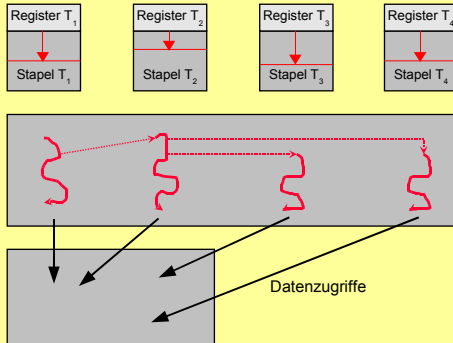 Register T1
Register T2
Register T3
Register T4
Stapel T1
Stapel T2
Stapel T3
Stapel T4
Datenzugriffe